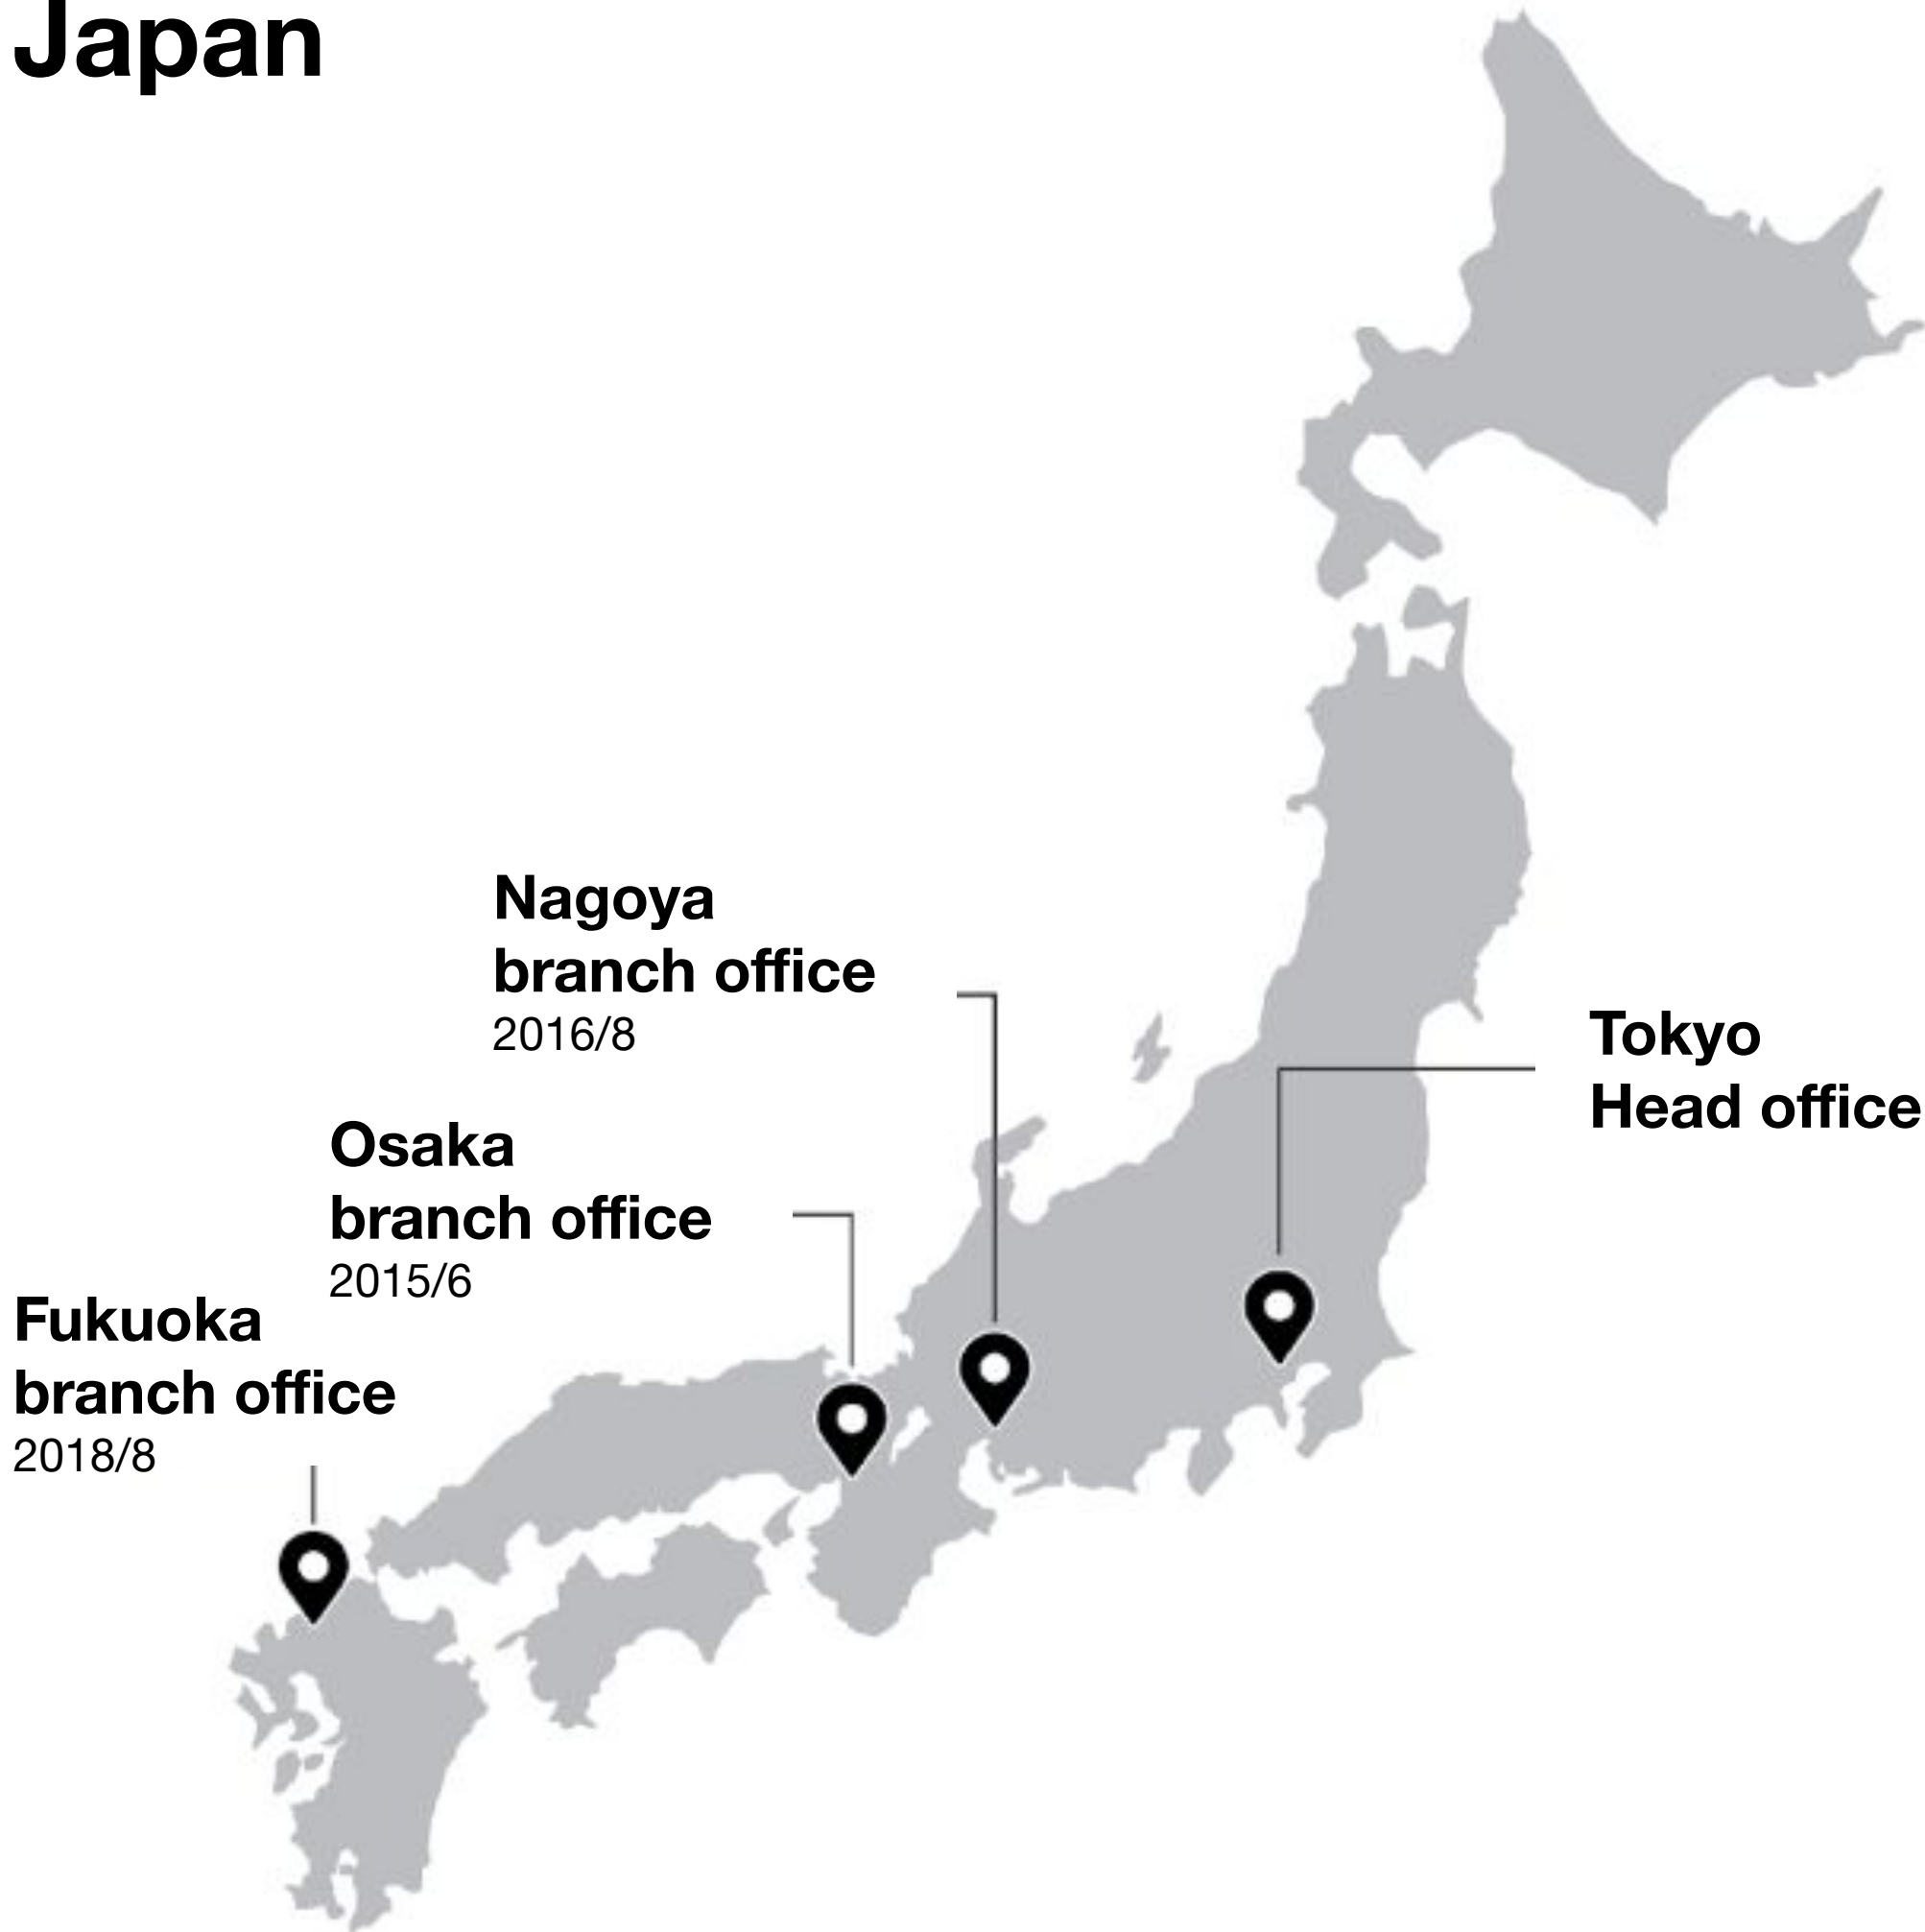 Japan
Nagoya
branch office
2016/8
Tokyo
Head office
Osaka
branch office
2015/6
Fukuoka
branch office
2018/8